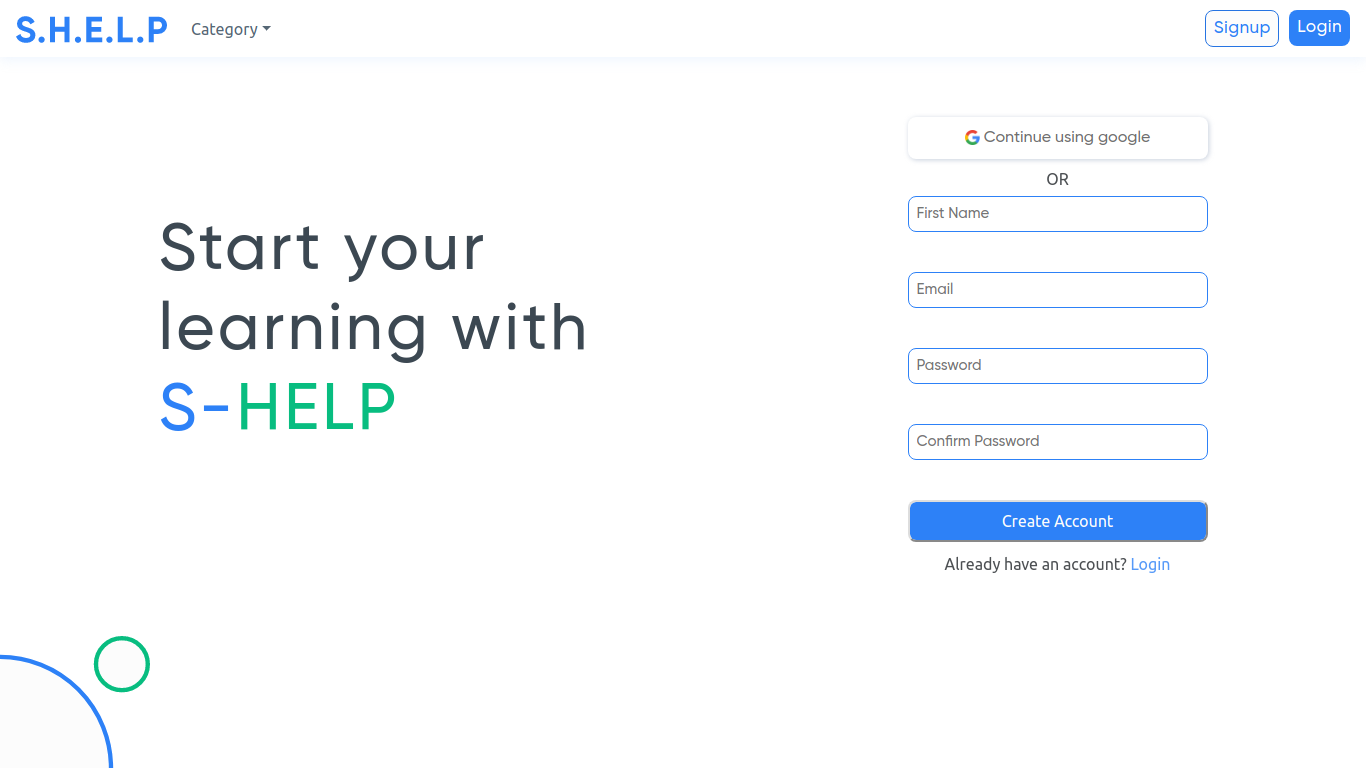 S.H.E.L.P
Category
Signup
Login
Continue using google
OR
First Name
Email
Password
Confirm Password
Create Account
Already have an account? Login
Start your
learning with
S-HELP